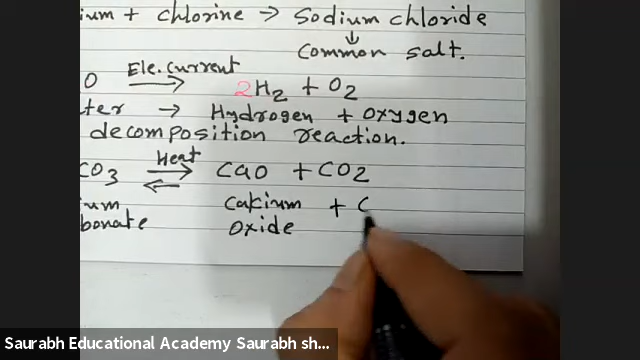 ium + chlorine → Sodium chloride
↓
Common salt.
O Ele. current → 2H2 + O2
ter → Hydrogen + Oxygen
decomposition reaction.
CO3 Heat ⇌ CaO + CO2
ium Calcium + C
bonate Oxide
Saurabh Educational Academy Saurabh sh...